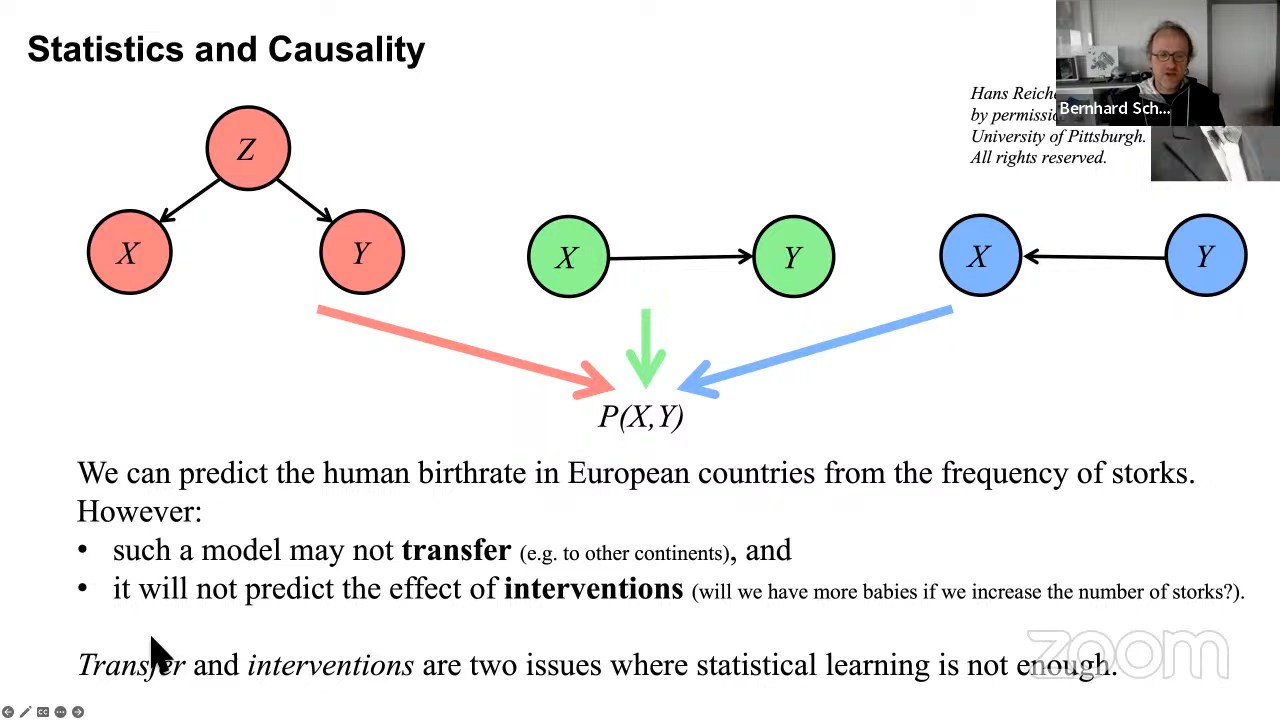 Statistics and Causality
Hans Reiche
by permissi
University of Pittsburgh.
All rights reserved.
Bernhard Sch...
Z
X
Y
X
Y
X
Y
P(X,Y)
We can predict the human birthrate in European countries from the frequency of storks.
However:
• such a model may not transfer (e.g. to other continents), and
• it will not predict the effect of interventions (will we have more babies if we increase the number of storks?).
Transfer and interventions are two issues where statistical learning is not enough.
zoom